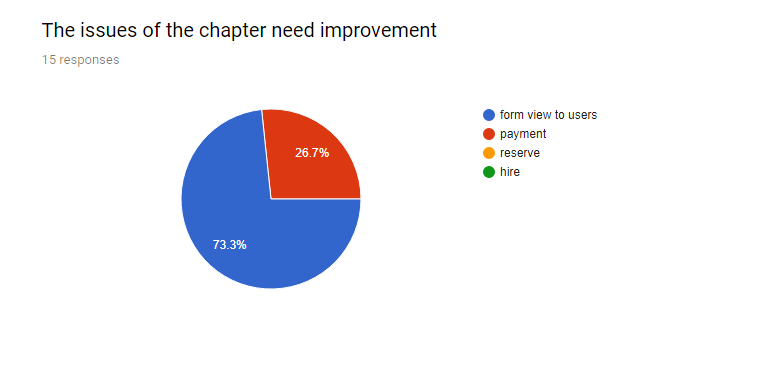 The issues of the chapter need improvement
15 responses
form view to users
payment
reserve
hire
26.7%
73.3%